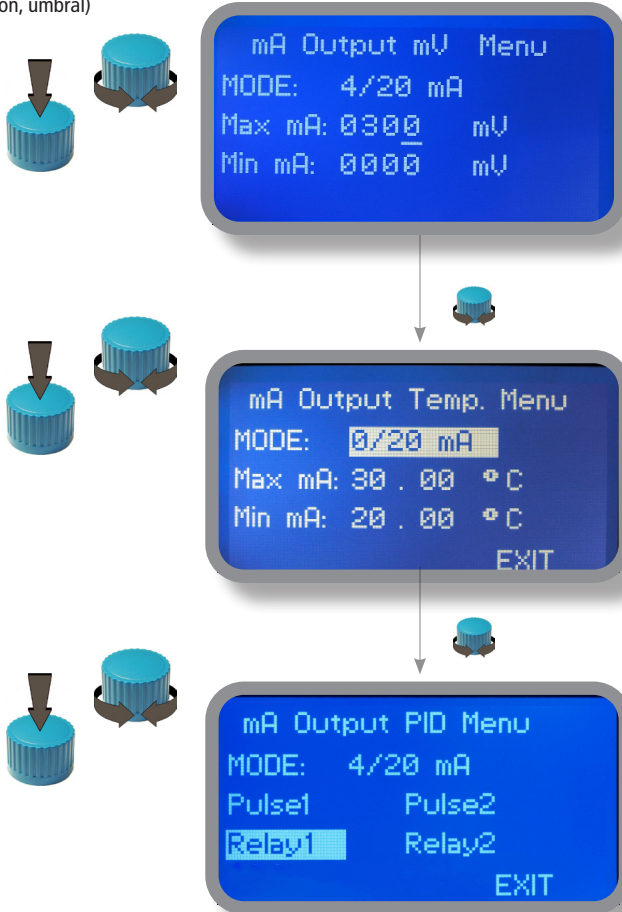 on, umbral)
mA Output mV Menu
MODE: 4/20 mA
Max mA: 0300 mV
Min mA: 0000 mV
mA Output Temp. Menu
MODE: 0/20 mA
Max mA: 30 . 00 °C
Min mA: 20 . 00 °C
EXIT
mA Output PID Menu
MODE: 4/20 mA
Pulse1 Pulse2
Relay1 Relay2
EXIT